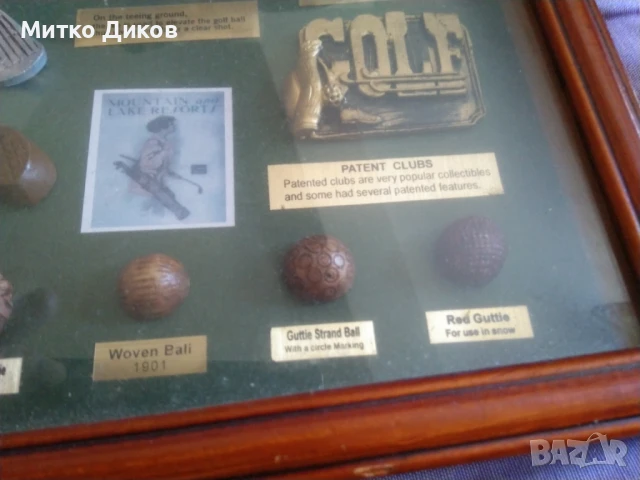 Митко Диков
On the teeing ground,
elevate the golf ball
a clear shot.
GOLF
MOUNTAIN and
LAKE RESORTS
PATENT CLUBS
Patented clubs are very popular collectibles
and some had several patented features.
Woven Ball
1901
Guttie Strand Ball
With a circle Marking
Red Guttie
For use in snow
BAZAR